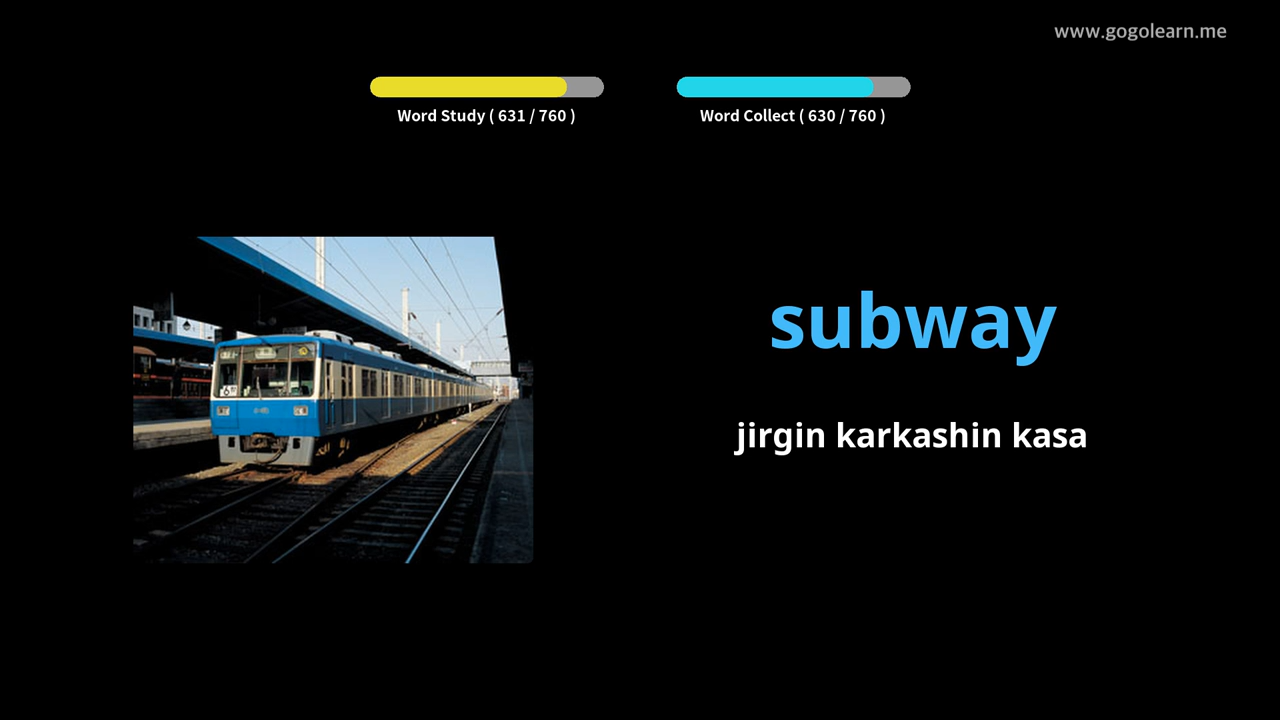 www.gogolearn.me
Word Study ( 631 / 760 )
Word Collect ( 630 / 760 )
subway
jirgin karkashin kasa